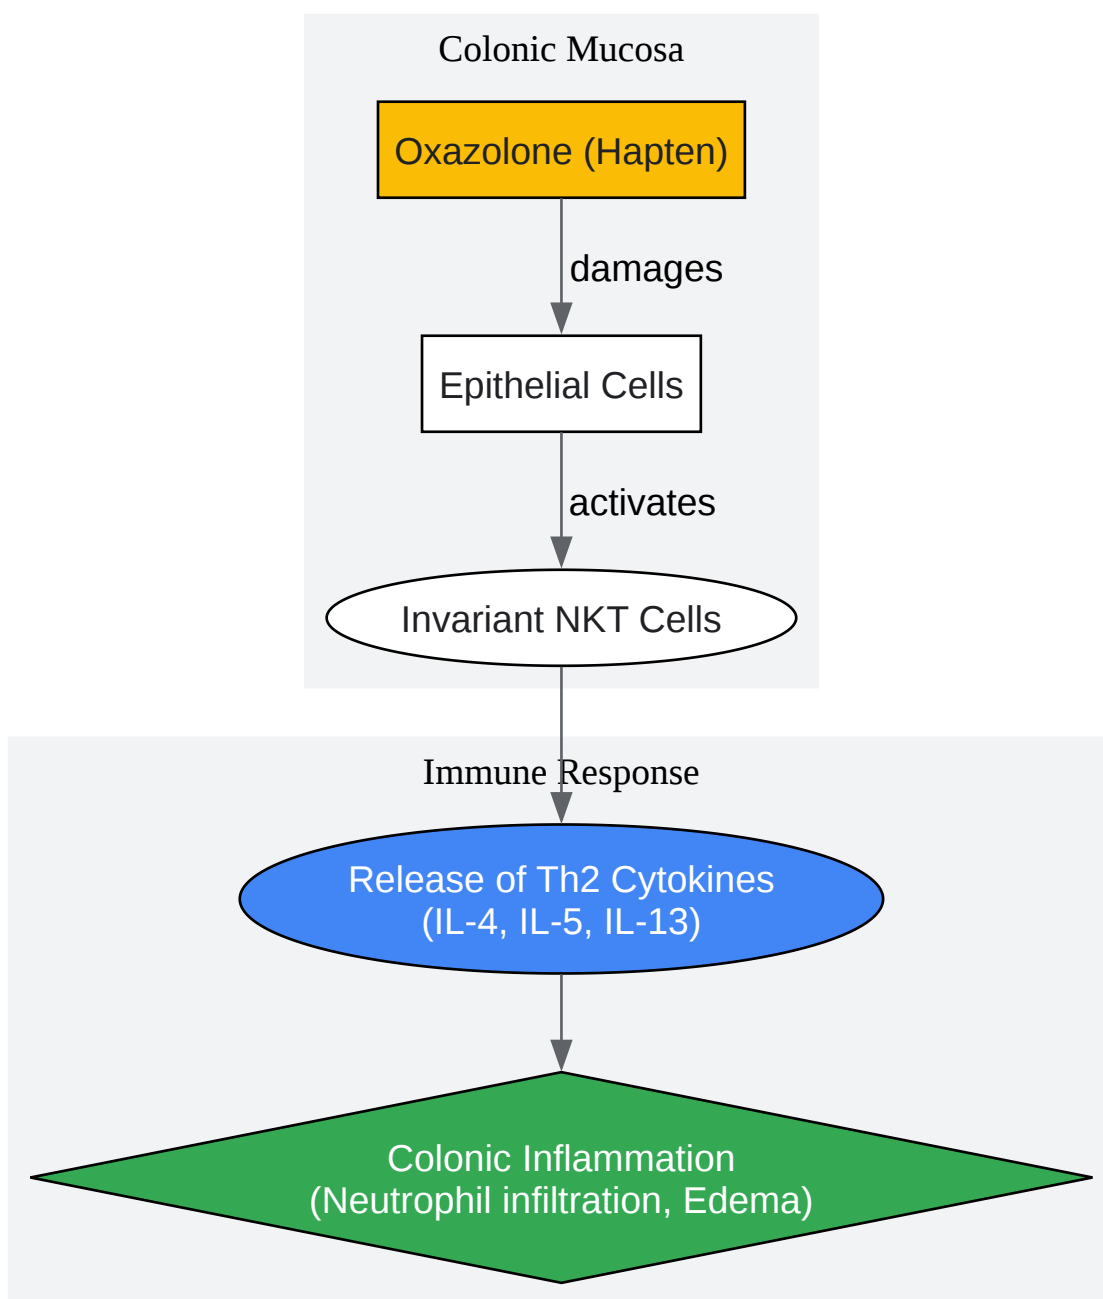 Colonic Mucosa
Oxazolone (Hapten)
damages
Epithelial Cells
activates
Invariant NKT Cells
Immune Response
Release of Th2 Cytokines
(IL-4, IL-5, IL-13)
Colonic Inflammation
(Neutrophil infiltration, Edema)